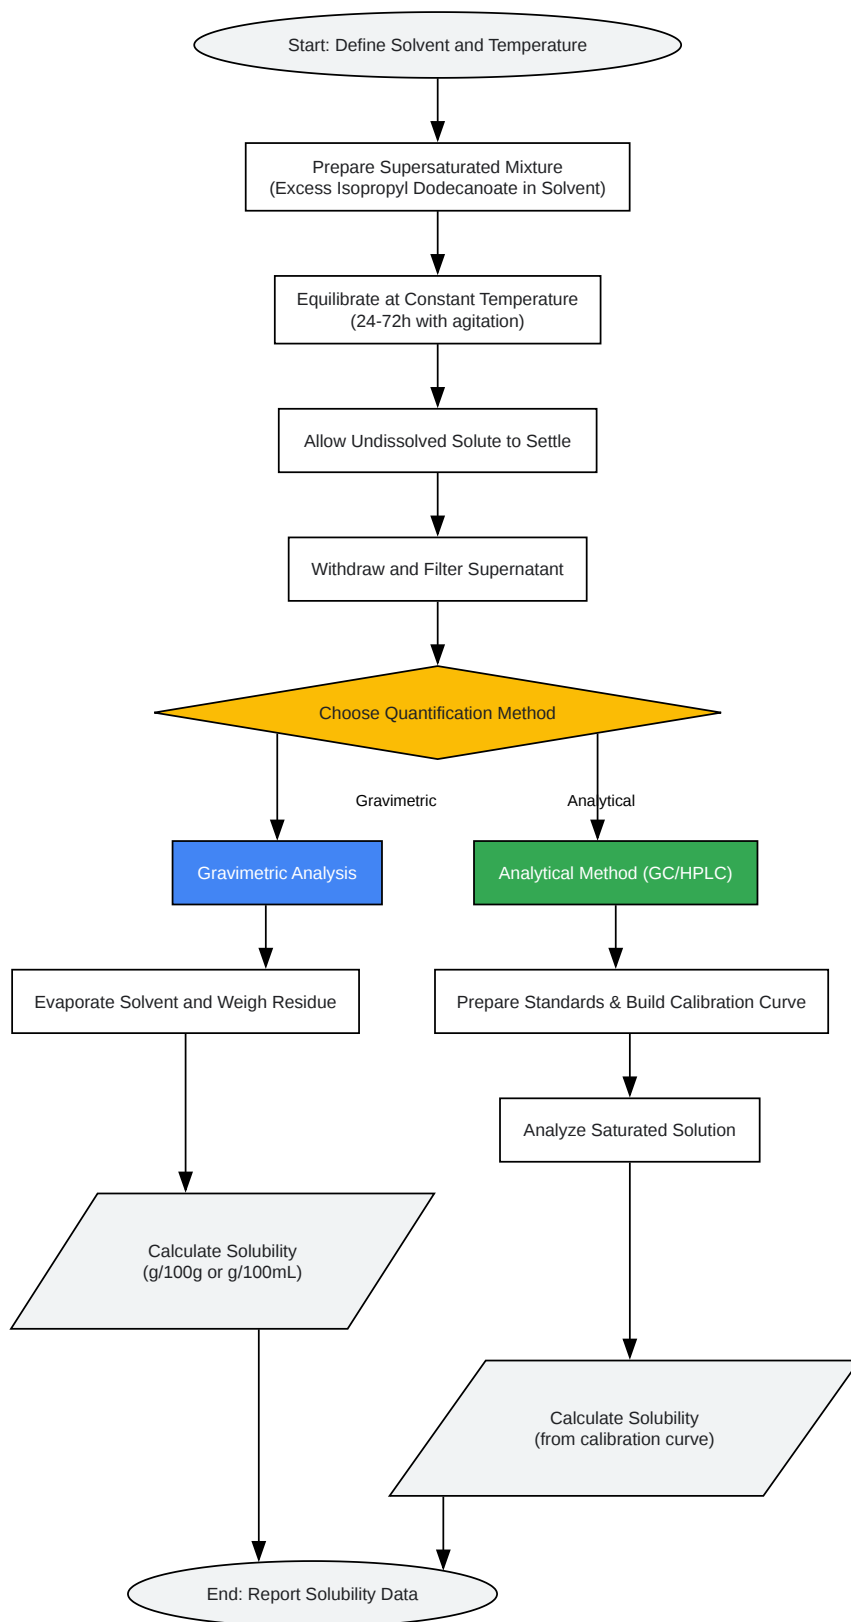 Start: Define Solvent and Temperature
Prepare Supersaturated Mixture
(Excess Isopropyl Dodecanoate in Solvent)
Equilibrate at Constant Temperature
(24-72h with agitation)
Allow Undissolved Solute to Settle
Withdraw and Filter Supernatant
Choose Quantification Method
Gravimetric
Analytical
Gravimetric Analysis
Analytical Method (GC/HPLC)
Evaporate Solvent and Weigh Residue
Prepare Standards & Build Calibration Curve
Analyze Saturated Solution
Calculate Solubility
(g/100g or g/100mL)
Calculate Solubility
(from calibration curve)
End: Report Solubility Data